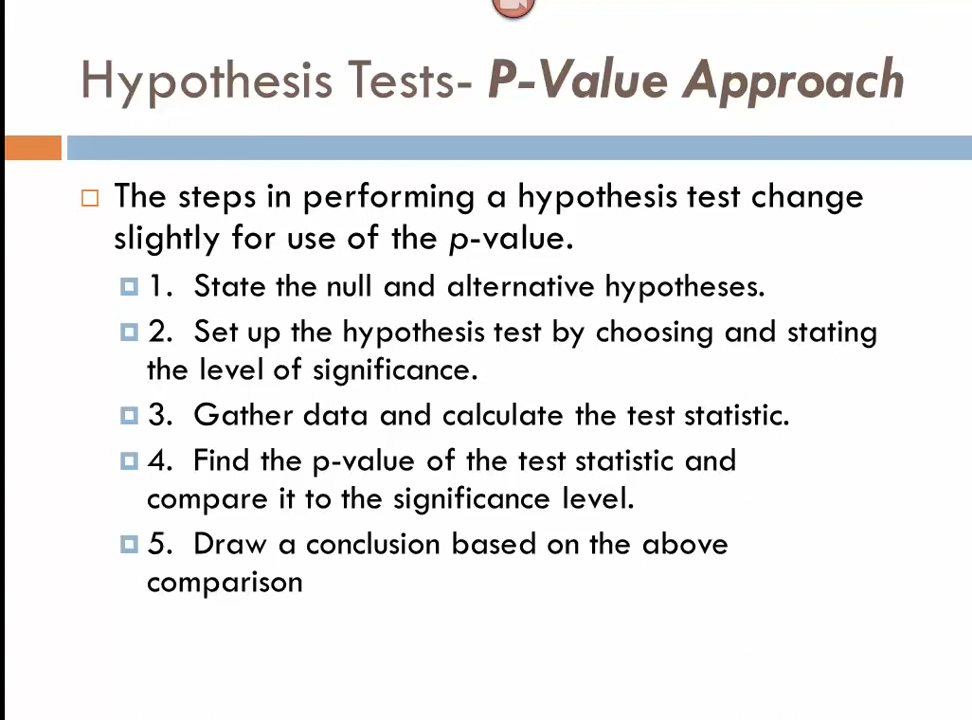 Hypothesis Tests- P-Value Approach
The steps in performing a hypothesis test change
slightly for use of the p-value.
1. State the null and alternative hypotheses.
2. Set up the hypothesis test by choosing and stating
the level of significance.
3. Gather data and calculate the test statistic.
4. Find the p-value of the test statistic and
compare it to the significance level.
5. Draw a conclusion based on the above
comparison